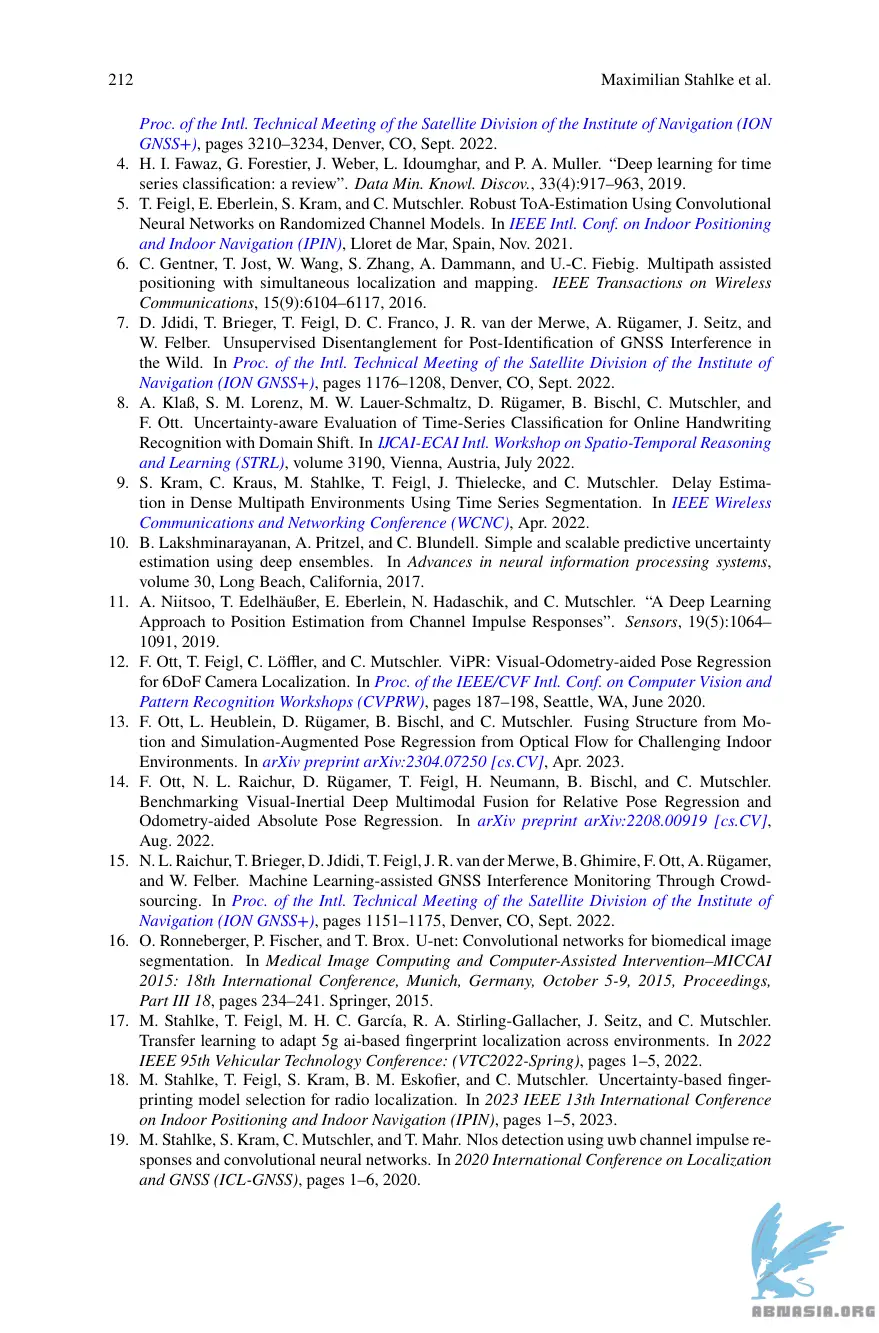 212
Maximilian Stahlke et al.
Proc. of the Intl. Technical Meeting of the Satellite Division of the Institute of Navigation (ION
GNSS+), pages 3210–3234, Denver, CO, Sept. 2022.
4. H. I. Fawaz, G. Forestier, J. Weber, L. Idoumghar, and P. A. Muller. “Deep learning for time
series classification: a review”. Data Min. Knowl. Discov., 33(4):917–963, 2019.
5. T. Feigl, E. Eberlein, S. Kram, and C. Mutschler. Robust ToA-Estimation Using Convolutional
Neural Networks on Randomized Channel Models. In IEEE Intl. Conf. on Indoor Positioning
and Indoor Navigation (IPIN), Lloret de Mar, Spain, Nov. 2021.
6. C. Gentner, T. Jost, W. Wang, S. Zhang, A. Dammann, and U.-C. Fiebig. Multipath assisted
positioning with simultaneous localization and mapping. IEEE Transactions on Wireless
Communications, 15(9):6104–6117, 2016.
7. D. Jdidi, T. Brieger, T. Feigl, D. C. Franco, J. R. van der Merwe, A. Rügamer, J. Seitz, and
W. Felber. Unsupervised Disentanglement for Post-Identification of GNSS Interference in
the Wild. In Proc. of the Intl. Technical Meeting of the Satellite Division of the Institute of
Navigation (ION GNSS+), pages 1176–1208, Denver, CO, Sept. 2022.
8. A. Klaß, S. M. Lorenz, M. W. Lauer-Schmaltz, D. Rügamer, B. Bischl, C. Mutschler, and
F. Ott. Uncertainty-aware Evaluation of Time-Series Classification for Online Handwriting
Recognition with Domain Shift. In IJCAI-ECAI Intl. Workshop on Spatio-Temporal Reasoning
and Learning (STRL), volume 3190, Vienna, Austria, July 2022.
9. S. Kram, C. Kraus, M. Stahlke, T. Feigl, J. Thielecke, and C. Mutschler. Delay Estima-
tion in Dense Multipath Environments Using Time Series Segmentation. In IEEE Wireless
Communications and Networking Conference (WCNC), Apr. 2022.
10. B. Lakshminarayanan, A. Pritzel, and C. Blundell. Simple and scalable predictive uncertainty
estimation using deep ensembles. In Advances in neural information processing systems,
volume 30, Long Beach, California, 2017.
11. A. Niitsoo, T. Edelhäußer, E. Eberlein, N. Hadaschik, and C. Mutschler. “A Deep Learning
Approach to Position Estimation from Channel Impulse Responses”. Sensors, 19(5):1064–
1091, 2019.
12. F. Ott, T. Feigl, C. Löffler, and C. Mutschler. ViPR: Visual-Odometry-aided Pose Regression
for 6DoF Camera Localization. In Proc. of the IEEE/CVF Intl. Conf. on Computer Vision and
Pattern Recognition Workshops (CVPRW), pages 187–198, Seattle, WA, June 2020.
13. F. Ott, L. Heublein, D. Rügamer, B. Bischl, and C. Mutschler. Fusing Structure from Mo-
tion and Simulation-Augmented Pose Regression from Optical Flow for Challenging Indoor
Environments. In arXiv preprint arXiv:2304.07250 [cs.CV], Apr. 2023.
14. F. Ott, N. L. Raichur, D. Rügamer, T. Feigl, H. Neumann, B. Bischl, and C. Mutschler.
Benchmarking Visual-Inertial Deep Multimodal Fusion for Relative Pose Regression and
Odometry-aided Absolute Pose Regression. In arXiv preprint arXiv:2208.00919 [cs.CV],
Aug. 2022.
15. N. L. Raichur, T. Brieger, D. Jdidi, T. Feigl, J. R. van der Merwe, B. Ghimire, F. Ott, A. Rügamer,
and W. Felber. Machine Learning-assisted GNSS Interference Monitoring Through Crowd-
sourcing. In Proc. of the Intl. Technical Meeting of the Satellite Division of the Institute of
Navigation (ION GNSS+), pages 1151–1175, Denver, CO, Sept. 2022.
16. O. Ronneberger, P. Fischer, and T. Brox. U-net: Convolutional networks for biomedical image
segmentation. In Medical Image Computing and Computer-Assisted Intervention–MICCAI
2015: 18th International Conference, Munich, Germany, October 5-9, 2015, Proceedings,
Part III 18, pages 234–241. Springer, 2015.
17. M. Stahlke, T. Feigl, M. H. C. García, R. A. Stirling-Gallacher, J. Seitz, and C. Mutschler.
Transfer learning to adapt 5g ai-based fingerprint localization across environments. In 2022
IEEE 95th Vehicular Technology Conference: (VTC2022-Spring), pages 1–5, 2022.
18. M. Stahlke, T. Feigl, S. Kram, B. M. Eskofier, and C. Mutschler. Uncertainty-based finger-
printing model selection for radio localization. In 2023 IEEE 13th International Conference
on Indoor Positioning and Indoor Navigation (IPIN), pages 1–5, 2023.
19. M. Stahlke, S. Kram, C. Mutschler, and T. Mahr. Nlos detection using uwb channel impulse re-
sponses and convolutional neural networks. In 2020 International Conference on Localization
and GNSS (ICL-GNSS), pages 1–6, 2020.
ABNASIA.ORG